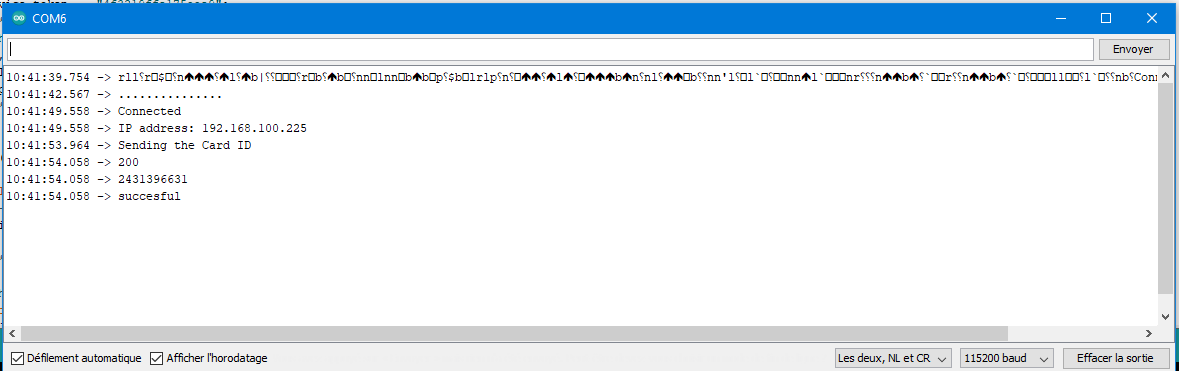 COM6
Envoyer
10:41:39.754 ->
10:41:42.567 -> ...............
10:41:49.558 -> Connected
10:41:49.558 -> IP address: 192.168.100.225
10:41:53.964 -> Sending the Card ID
10:41:54.058 -> 200
10:41:54.058 -> 2431396631
10:41:54.058 -> succesful
Défilement automatique Afficher l'horodatage Les deux, NL et CR 115200 baud Effacer la sortie